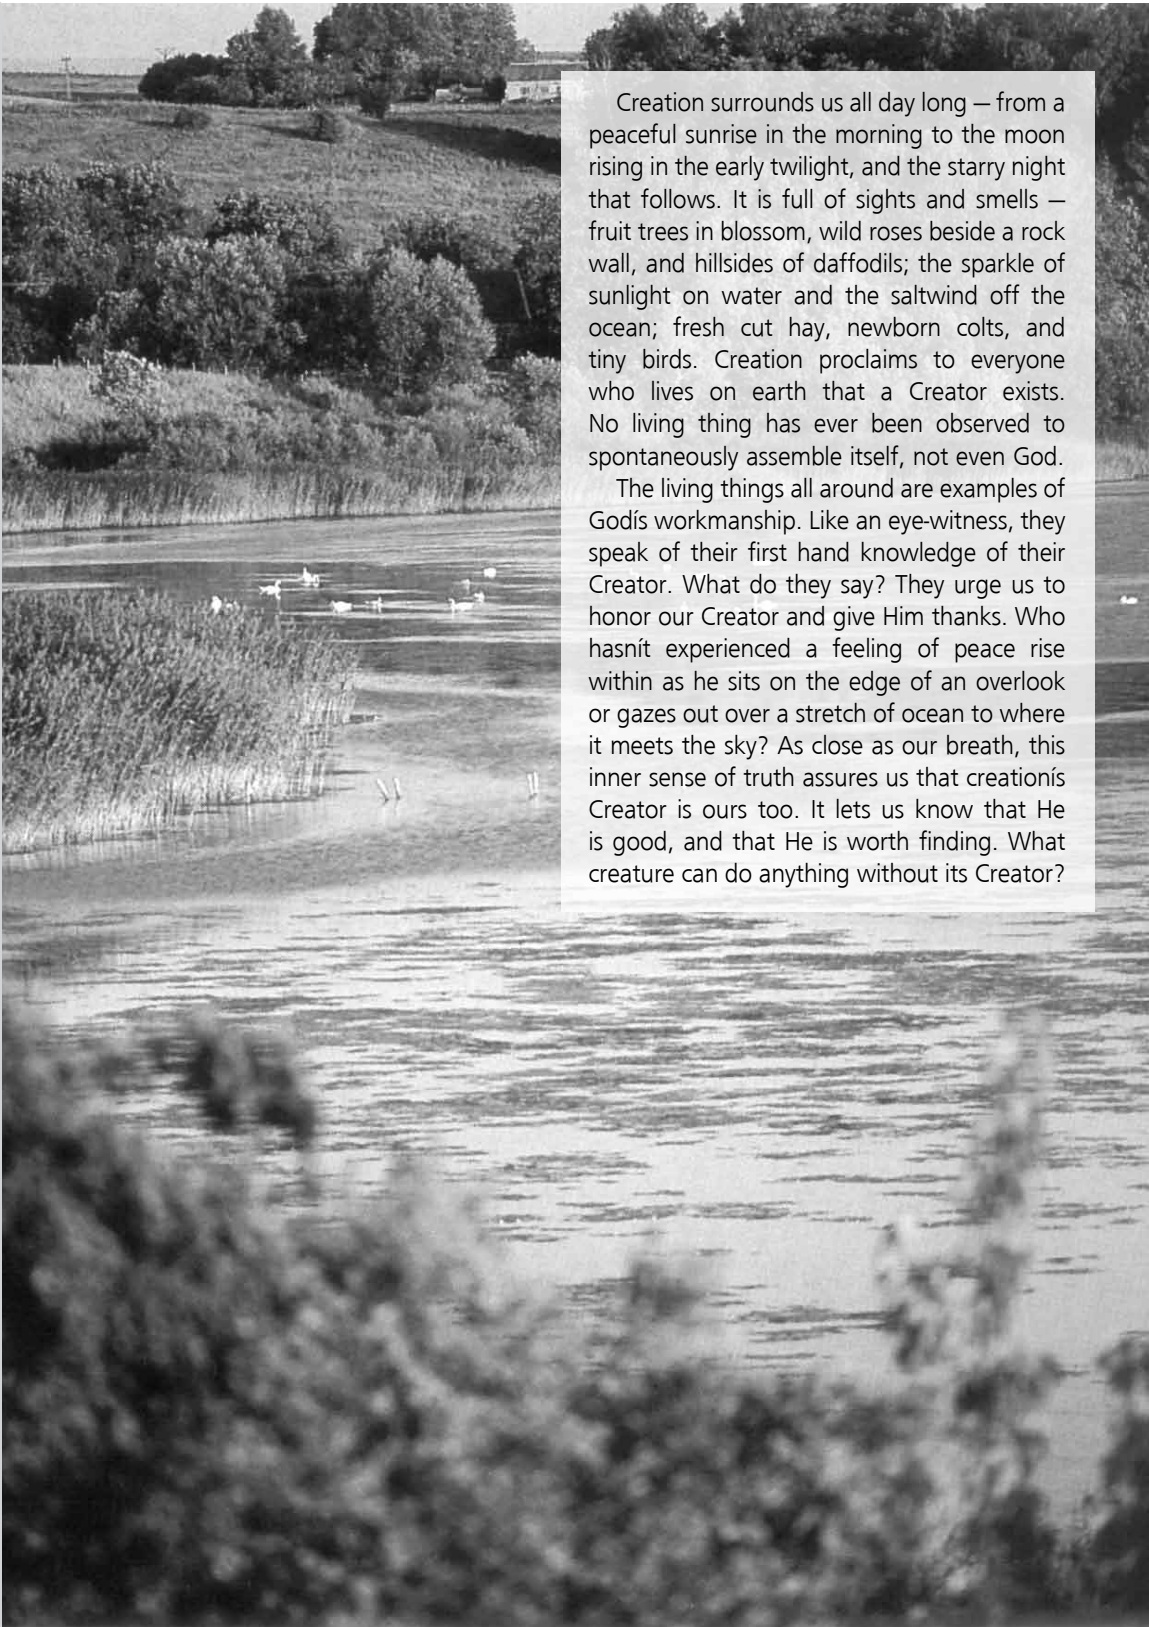 Creation surrounds us all day long — from a
peaceful sunrise in the morning to the moon
rising in the early twilight, and the starry night
that follows. It is full of sights and smells —
fruit trees in blossom, wild roses beside a rock
wall, and hillsides of daffodils; the sparkle of
sunlight on water and the saltwind off the
ocean; fresh cut hay, newborn colts, and
tiny birds. Creation proclaims to everyone
who lives on earth that a Creator exists.
No living thing has ever been observed to
spontaneously assemble itself, not even God.
The living things all around are examples of
Godís workmanship. Like an eye-witness, they
speak of their first hand knowledge of their
Creator. What do they say? They urge us to
honor our Creator and give Him thanks. Who
hasnít experienced a feeling of peace rise
within as he sits on the edge of an overlook
or gazes out over a stretch of ocean to where
it meets the sky? As close as our breath, this
inner sense of truth assures us that creationís
Creator is ours too. It lets us know that He
is good, and that He is worth finding. What
creature can do anything without its Creator?